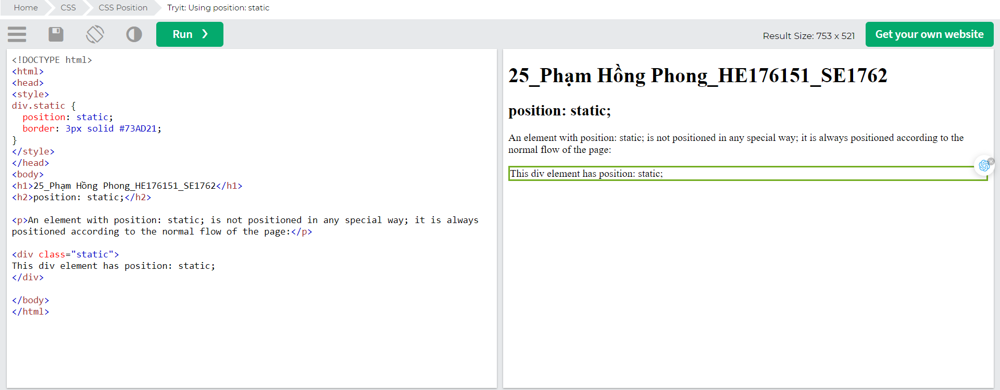 Home CSS CSS Position Tryit: Using position: static
Run ❯
Result Size: 753 x 521
Get your own website
<!DOCTYPE html>
<html>
<head>
<style>
div.static {
  position: static;
  border: 3px solid #73AD21;
}
</style>
</head>
<body>
<h1>25_Phạm Hồng Phong_HE176151_SE1762</h1>
<h2>position: static;</h2>
<p>An element with position: static; is not positioned in any special way; it is always
positioned according to the normal flow of the page:</p>
<div class="static">
This div element has position: static;
</div>
</body>
</html>
25_Phạm Hồng Phong_HE176151_SE1762
position: static;
An element with position: static; is not positioned in any special way; it is always positioned according to the
normal flow of the page:
This div element has position: static;